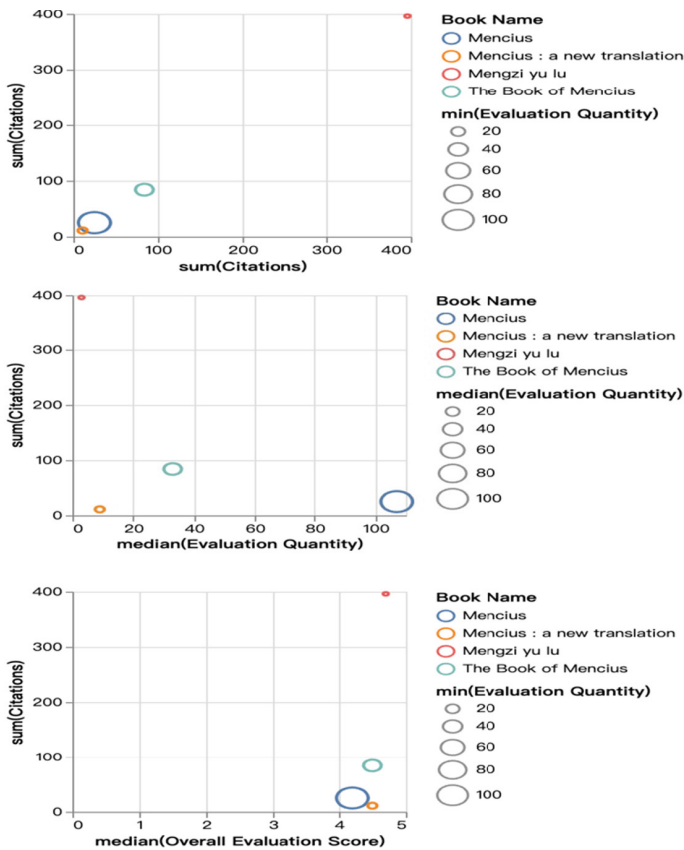 400
300
200
100
0
sum(Citations)
0 100 200 300 400
sum(Citations)
Book Name
Mencius
Mencius : a new translation
Mengzi yu lu
The Book of Mencius
min(Evaluation Quantity)
20
40
60
80
100
400
300
200
100
0
sum(Citations)
0 20 40 60 80 100
median(Evaluation Quantity)
Book Name
Mencius
Mencius : a new translation
Mengzi yu lu
The Book of Mencius
median(Evaluation Quantity)
20
40
60
80
100
400
300
200
100
0
sum(Citations)
0 1 2 3 4 5
median(Overall Evaluation Score)
Book Name
Mencius
Mencius : a new translation
Mengzi yu lu
The Book of Mencius
min(Evaluation Quantity)
20
40
60
80
100